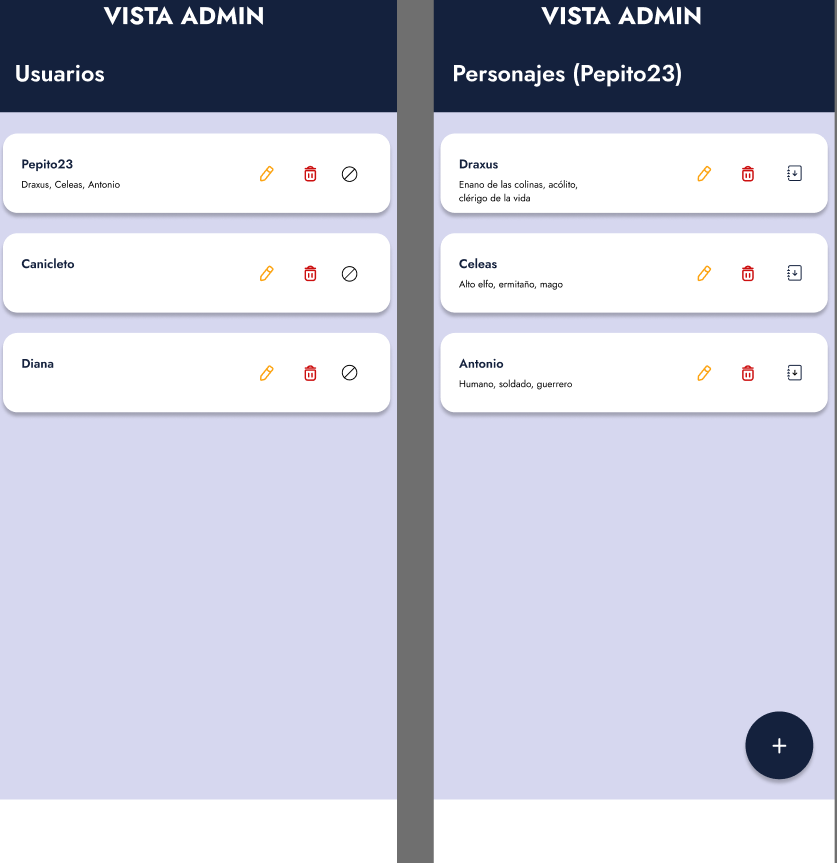 VISTA ADMIN
Usuarios
Pepito23
Draxus, Celeas, Antonio
Canicleto
Diana
VISTA ADMIN
Personajes (Pepito23)
Draxus
Enano de las colinas, acólito,
clérigo de la vida
Celeas
Alto elfo, ermitaño, mago
Antonio
Humano, soldado, guerrero
+